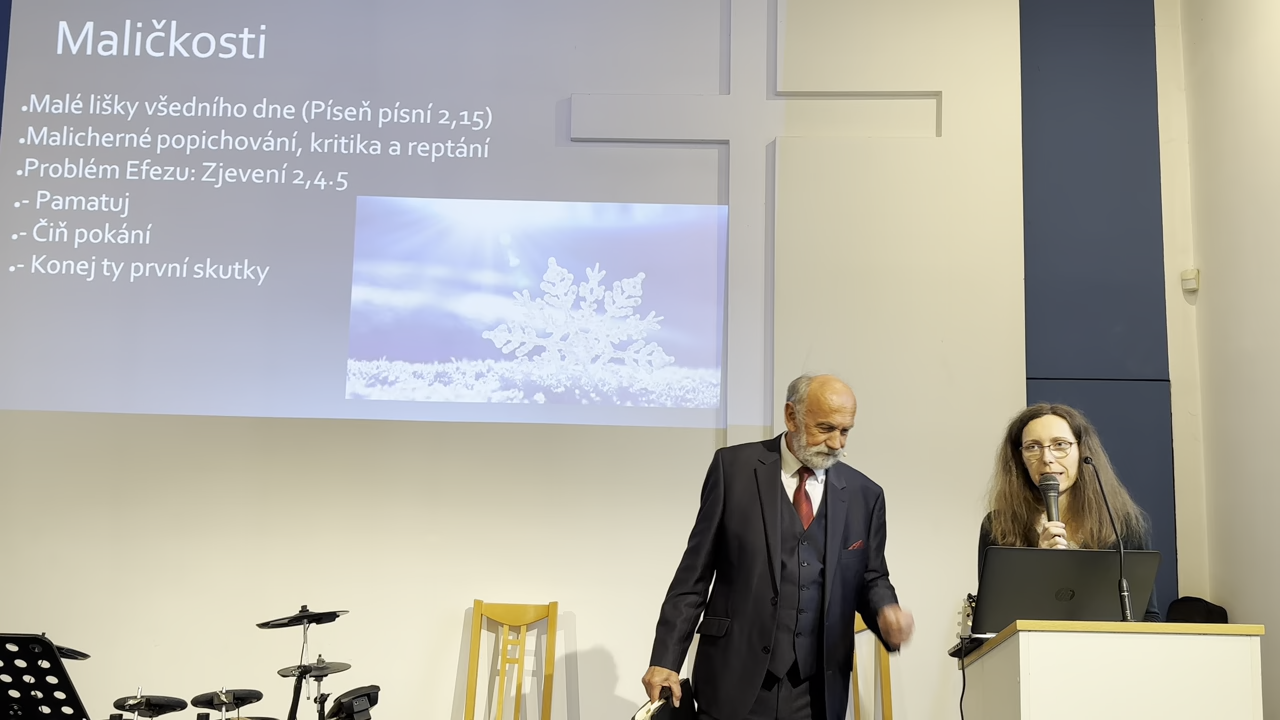 Maličkosti
•Malé lišky všedního dne (Píseň písní 2,15)
•Malicherné popichování, kritika a reptání
•Problém Efezu: Zjevení 2,4.5
•- Pamatuj
•- Čiň pokání
•- Konej ty první skutky
hp